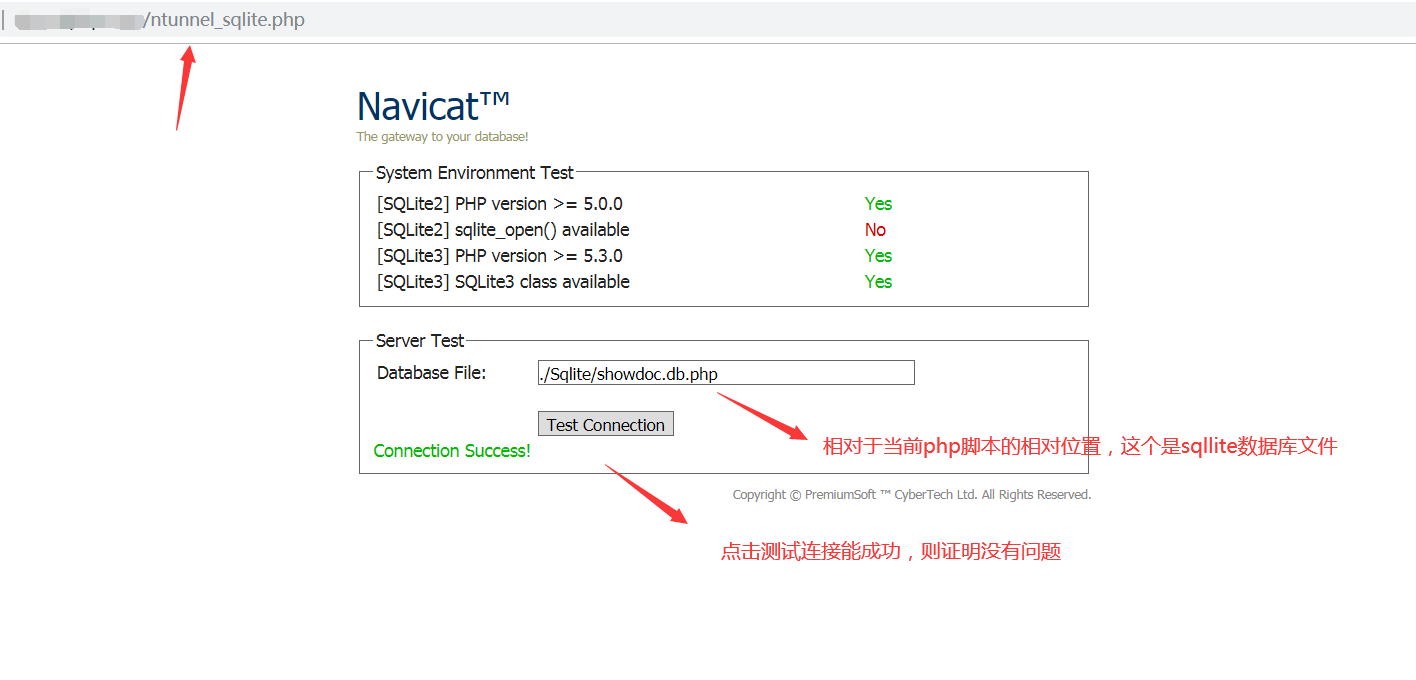 /ntunnel_sqlite.php
Navicat™
The gateway to your database!
System Environment Test
[SQLite2] PHP version >= 5.0.0 Yes
[SQLite2] sqlite_open() available No
[SQLite3] PHP version >= 5.3.0 Yes
[SQLite3] SQLite3 class available Yes
Server Test
Database File: ./Sqlite/showdoc.db.php
Test Connection
相对于当前php脚本的相对位置，这个是sqllite数据库文件
Connection Success!
Copyright © PremiumSoft ™ CyberTech Ltd. All Rights Reserved.
点击测试连接能成功，则证明没有问题